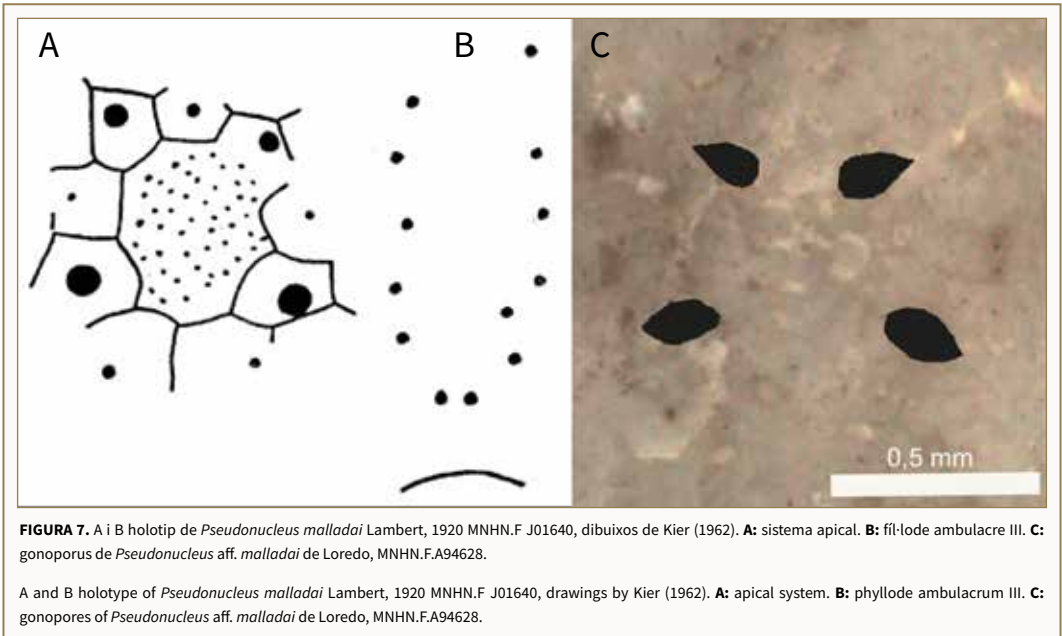 A
B
C
0,5 mm
FIGURA 7. A i B holotip de Pseudonucleus malladai Lambert, 1920 MNHN.F J01640, dibuixos de Kier (1962). A: sistema apical. B: fíl·lode ambulacre III. C:
gonoporus de Pseudonucleus aff. malladai de Loredo, MNHN.F.A94628.
A and B holotype of Pseudonucleus malladai Lambert, 1920 MNHN.F J01640, drawings by Kier (1962). A: apical system. B: phyllode ambulacrum III. C:
gonopores of Pseudonucleus aff. malladai de Loredo, MNHN.F.A94628.